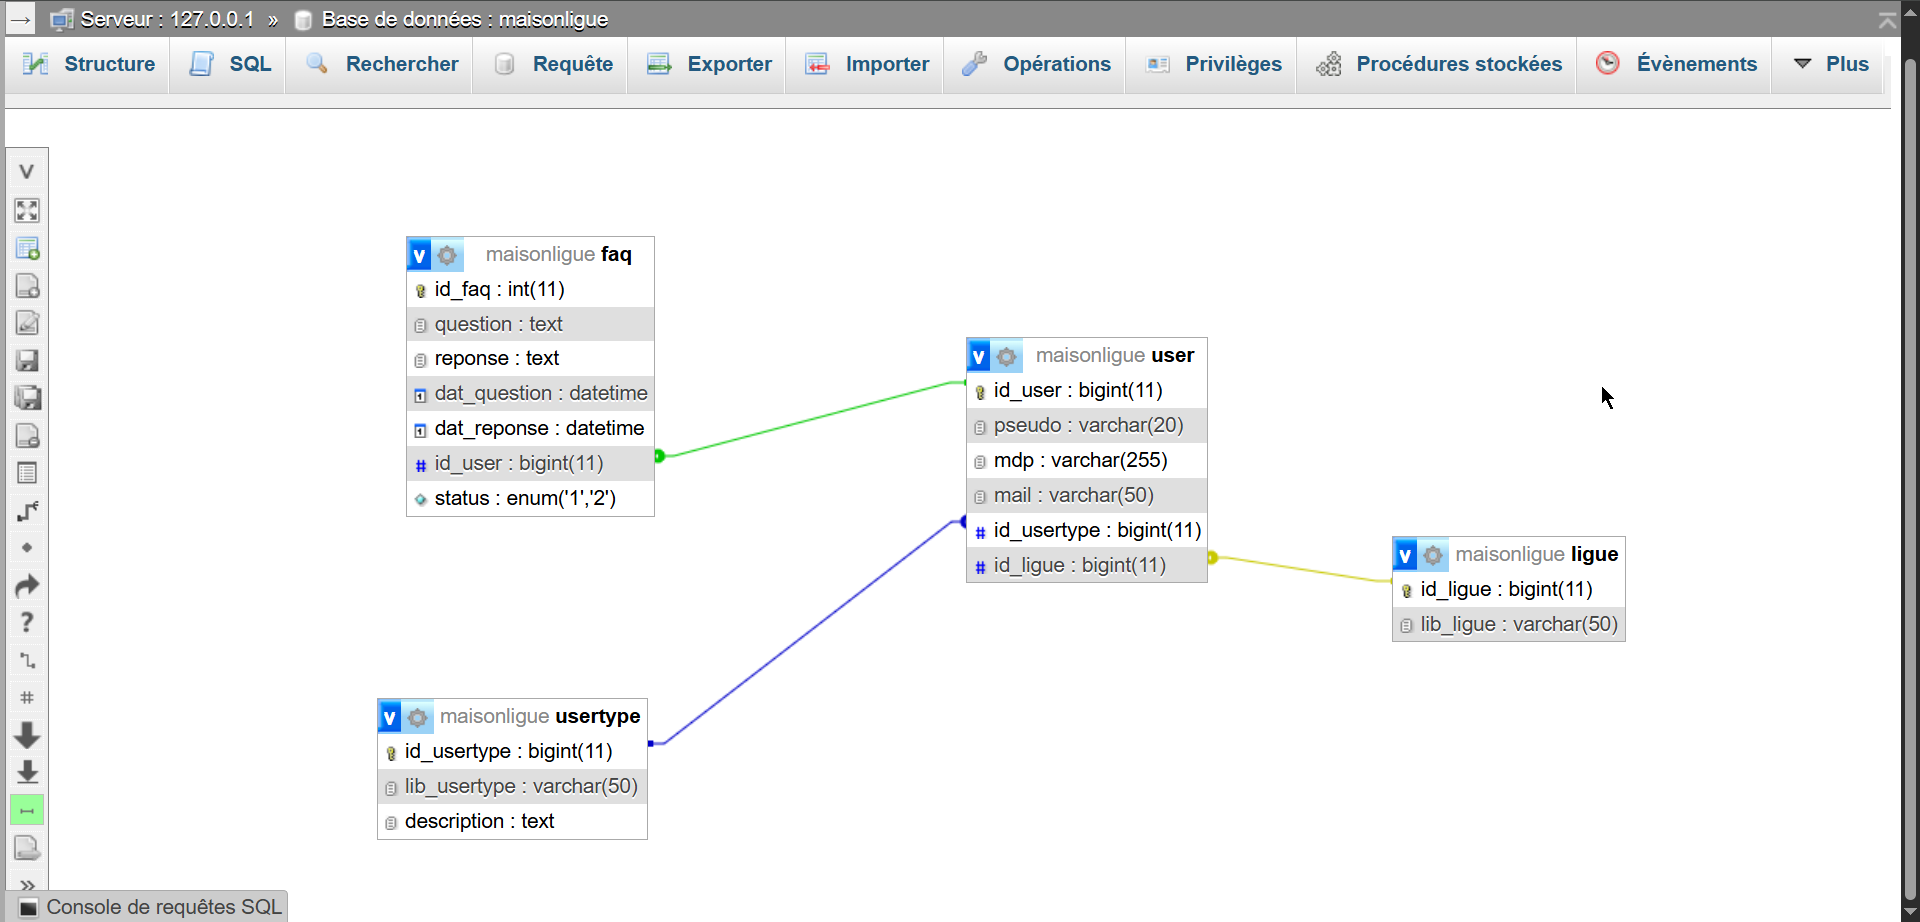 Serveur : 127.0.0.1 » Base de données : maisonligue
Structure SQL Rechercher Requête Exporter Importer Opérations Privilèges Procédures stockées Évènements Plus
v maisonligue faq
id_faq : int(11)
question : text
reponse : text
dat_question : datetime
dat_reponse : datetime
# id_user : bigint(11)
status : enum('1','2')
v maisonligue user
id_user : bigint(11)
pseudo : varchar(20)
mdp : varchar(255)
mail : varchar(50)
# id_usertype : bigint(11)
# id_ligue : bigint(11)
v maisonligue ligue
id_ligue : bigint(11)
lib_ligue : varchar(50)
v maisonligue usertype
id_usertype : bigint(11)
lib_usertype : varchar(50)
description : text
Console de requêtes SQL